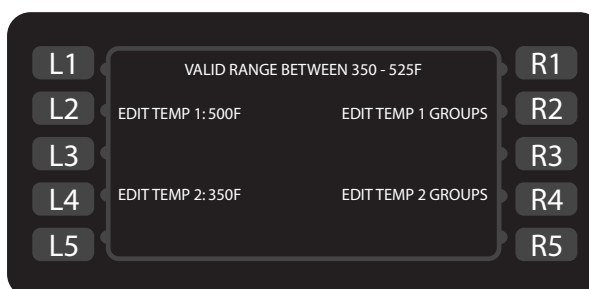 L1 VALID RANGE BETWEEN 350 - 525F R1
L2 EDIT TEMP 1: 500F EDIT TEMP 1 GROUPS R2
L3 R3
L4 EDIT TEMP 2: 350F EDIT TEMP 2 GROUPS R4
L5 R5